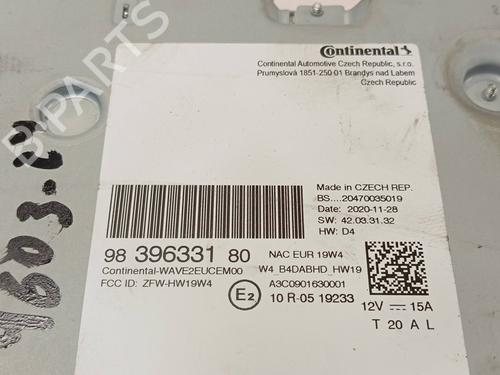 Continental
Continental Automotive Czech Republic, s.r.o.
Prumyslová 1851-250 01 Brandys nad Labem
Czech Republic
Made in CZECH REP.
BS....20470035019
Date: 2020-11-28
SW: 42.03.31.32
HW: D4
98 396331 80
NAC EUR 19W4
Continental-WAVE2EUCEM00
W4_B4DABHD_HW19
FCC ID: ZFW-HW19W4
A3C0901630001
E2
10 R-05 19233
12V 15A
T 20 A L
B-PARTS